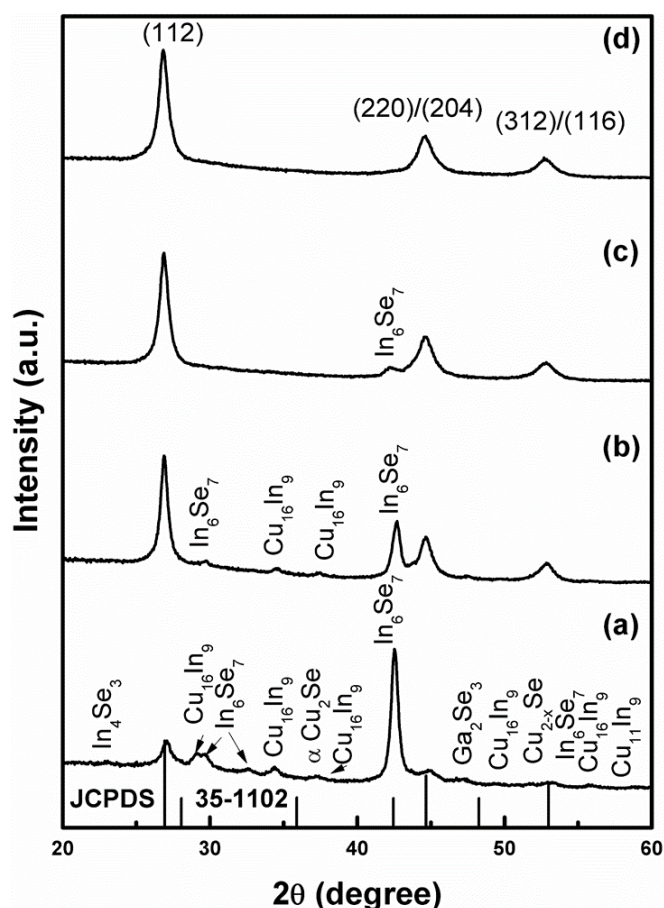 (d)
(112)
(220)/(204)
(312)/(116)
(c)
In₆Se₇
(b)
In₆Se₇
Cu₁₆In₉
Cu₁₆In₉
In₆Se₇
(a)
In₄Se₃
Cu₁₆In₉
In₆Se₇
Cu₁₆In₉
α Cu₂Se
Cu₁₆In₉
In₆Se₇
Ga₂Se₃
Cu₁₆In₉
Cu₂₋ₓSe
In₆Se₇
Cu₁₆In₉
Cu₁₁In₉
JCPDS 35-1102
20 30 40 50 60
2θ (degree)
Intensity (a.u.)